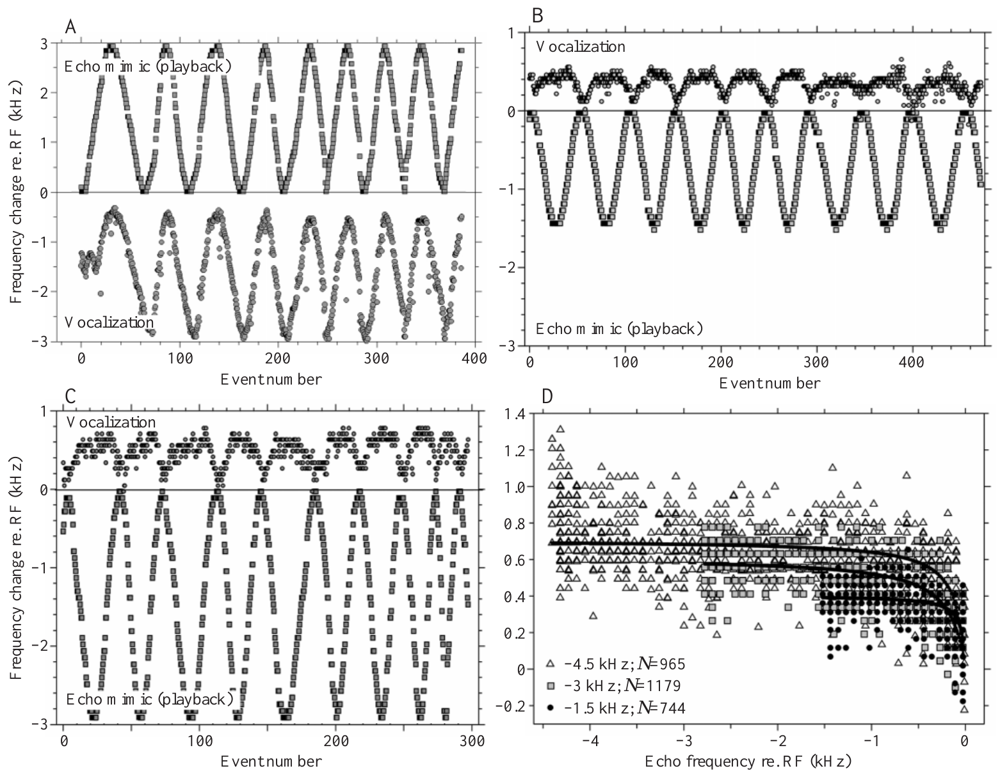 A
Echo mimic (playback)
Vocalization
3
2
1
0
−1
−2
−3
0
100
200
300
400
Event number
Frequency change re. RF (kHz)
B
Vocalization
Echo mimic (playback)
1
0
−1
−2
−3
0
100
200
300
400
Event number
C
Vocalization
Echo mimic (playback)
1
0
−1
−2
−3
0
100
200
300
Event number
Frequency change re. RF (kHz)
D
1.4
1.2
1.0
0.8
0.6
0.4
0.2
0
−0.2
−4.5 kHz; N=965
−3 kHz; N=1179
−1.5 kHz; N=744
−4
−3
−2
−1
0
Echo frequency re. RF (kHz)